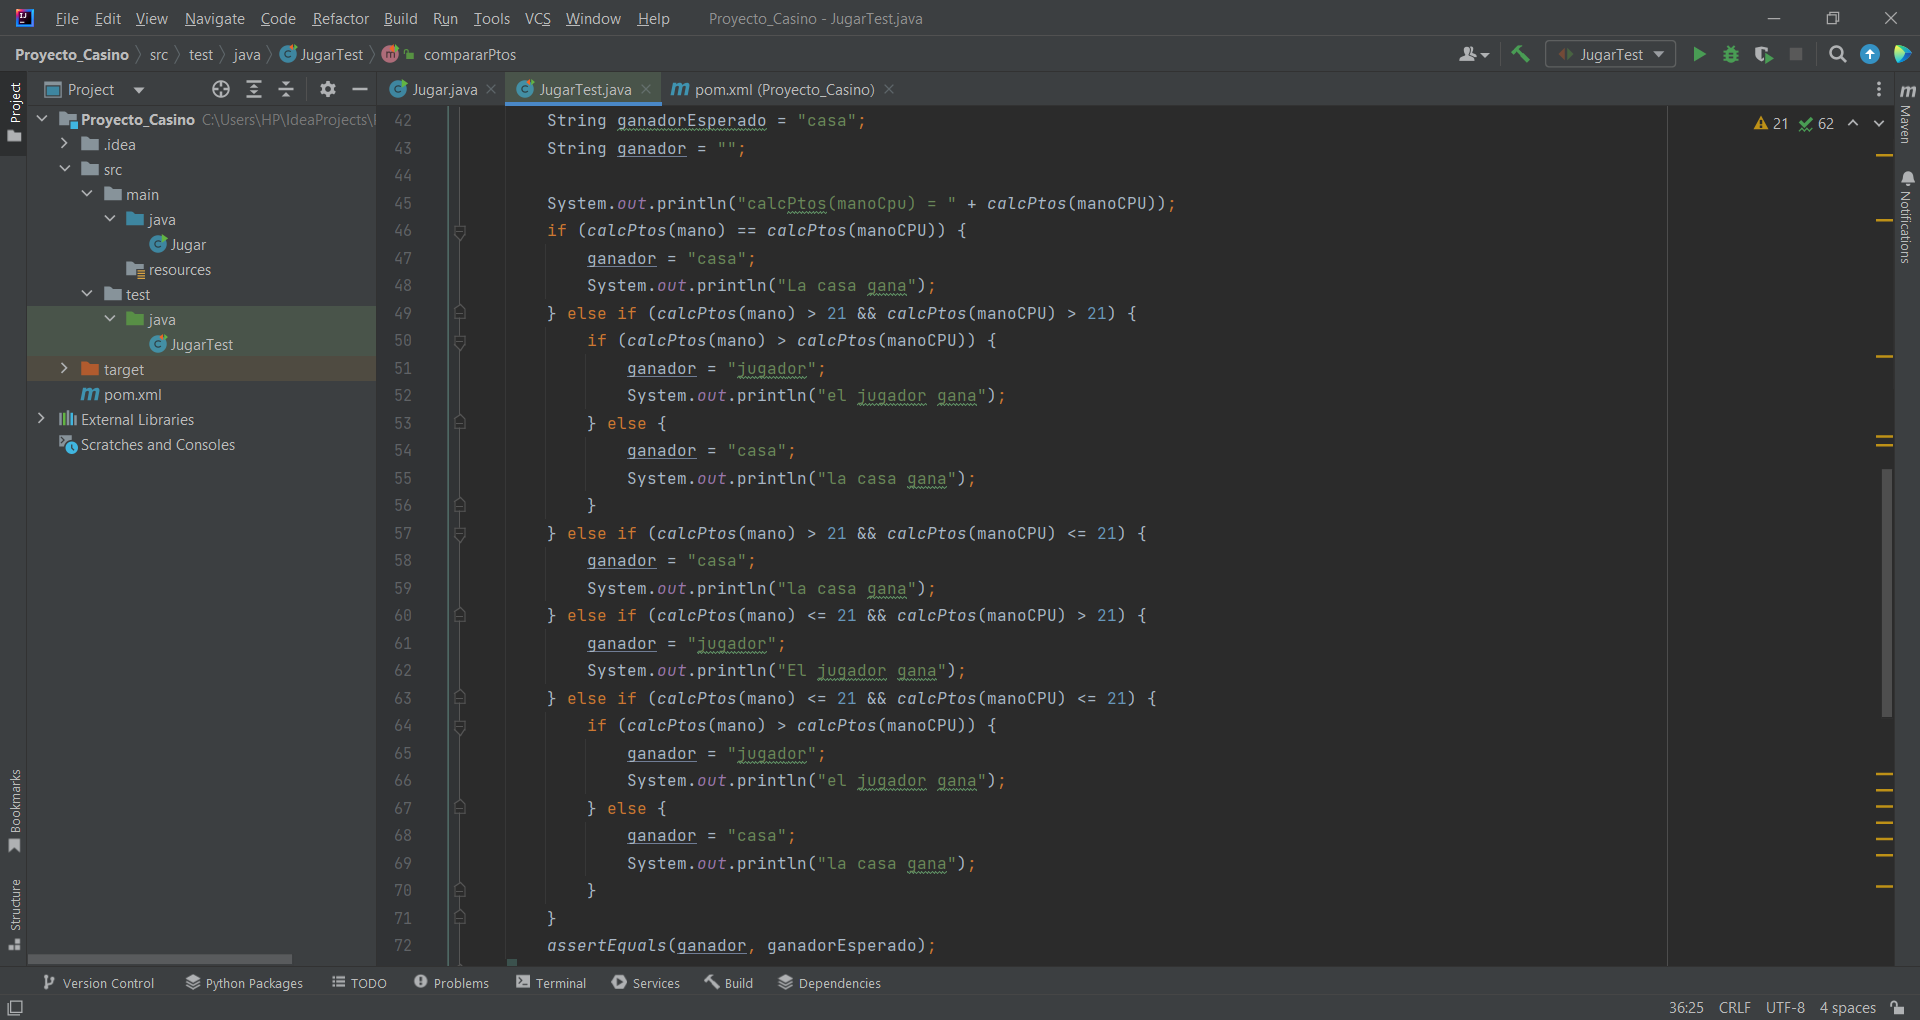 File Edit View Navigate Code Refactor Build Run Tools VCS Window Help Proyecto_Casino - JugarTest.java
Proyecto_Casino src test java JugarTest m compararPtos JugarTest
Project Jugar.java JugarTest.java m pom.xml (Proyecto_Casino)
Project
Proyecto_Casino C:\Users\HP\IdeaProjects\
.idea
src
main
java
Jugar
resources
test
java
JugarTest
target
m pom.xml
External Libraries
Scratches and Consoles
Bookmarks
Structure
42 String ganadorEsperado = "casa";
43 String ganador = "";
44
45 System.out.println("calcPtos(manoCpu) = " + calcPtos(manoCPU));
46 if (calcPtos(mano) == calcPtos(manoCPU)) {
47 ganador = "casa";
48 System.out.println("La casa gana");
49 } else if (calcPtos(mano) > 21 && calcPtos(manoCPU) > 21) {
50 if (calcPtos(mano) > calcPtos(manoCPU)) {
51 ganador = "jugador";
52 System.out.println("el jugador gana");
53 } else {
54 ganador = "casa";
55 System.out.println("la casa gana");
56 }
57 } else if (calcPtos(mano) > 21 && calcPtos(manoCPU) <= 21) {
58 ganador = "casa";
59 System.out.println("la casa gana");
60 } else if (calcPtos(mano) <= 21 && calcPtos(manoCPU) > 21) {
61 ganador = "jugador";
62 System.out.println("El jugador gana");
63 } else if (calcPtos(mano) <= 21 && calcPtos(manoCPU) <= 21) {
64 if (calcPtos(mano) > calcPtos(manoCPU)) {
65 ganador = "jugador";
66 System.out.println("el jugador gana");
67 } else {
68 ganador = "casa";
69 System.out.println("la casa gana");
70 }
71 }
72 assertEquals(ganador, ganadorEsperado);
21 62
m Maven
Notifications
Version Control Python Packages TODO Problems Terminal Services Build Dependencies
36:25 CRLF UTF-8 4 spaces